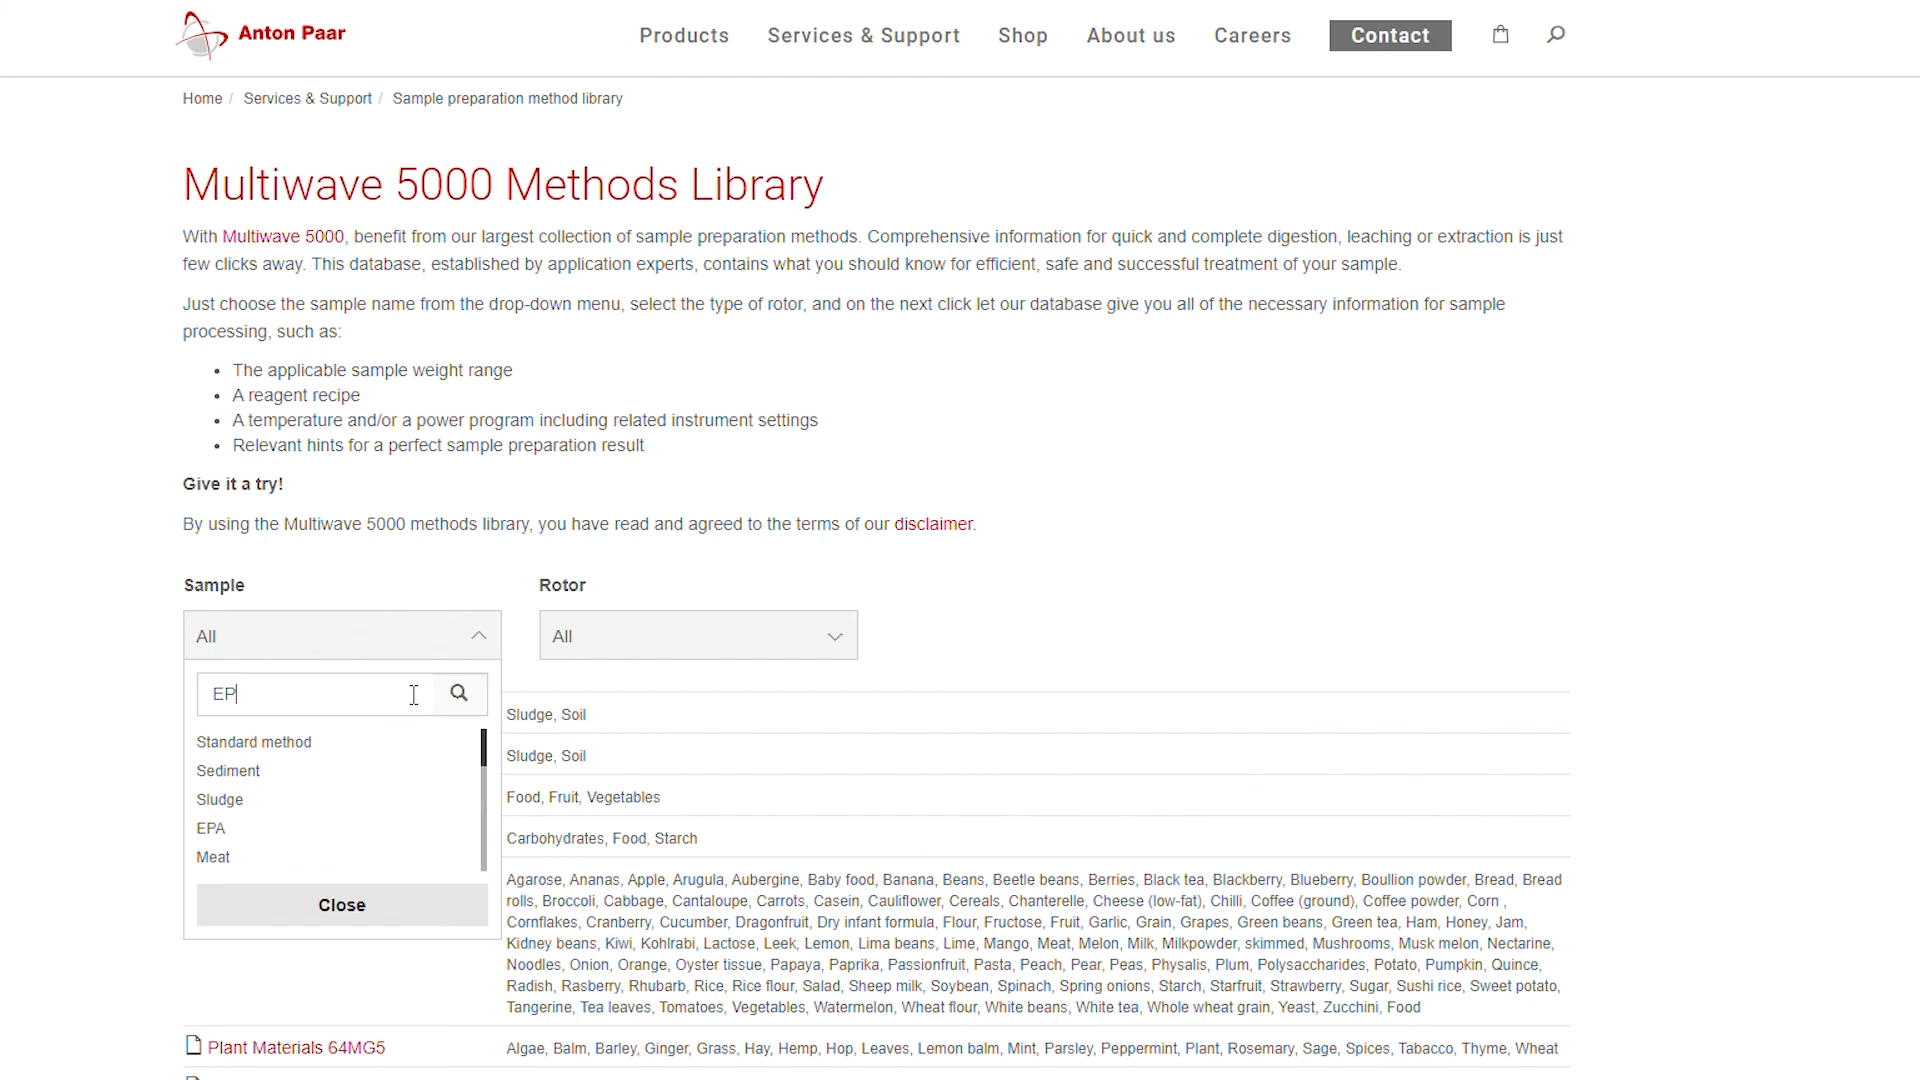 Anton Paar
Products
Services & Support
Shop
About us
Careers
Contact
Home / Services & Support / Sample preparation method library
Multiwave 5000 Methods Library
With Multiwave 5000, benefit from our largest collection of sample preparation methods. Comprehensive information for quick and complete digestion, leaching or extraction is just
few clicks away. This database, established by application experts, contains what you should know for efficient, safe and successful treatment of your sample.
Just choose the sample name from the drop-down menu, select the type of rotor, and on the next click let our database give you all of the necessary information for sample
processing, such as:
• The applicable sample weight range
• A reagent recipe
• A temperature and/or a power program including related instrument settings
• Relevant hints for a perfect sample preparation result
Give it a try!
By using the Multiwave 5000 methods library, you have read and agreed to the terms of our disclaimer.
Sample
Rotor
All
All
EP
Standard method
Sediment
Sludge
EPA
Meat
Close
Sludge, Soil
Sludge, Soil
Food, Fruit, Vegetables
Carbohydrates, Food, Starch
Agarose, Ananas, Apple, Arugula, Aubergine, Baby food, Banana, Beans, Beetle beans, Berries, Black tea, Blackberry, Blueberry, Boullion powder, Bread, Bread
rolls, Broccoli, Cabbage, Cantaloupe, Carrots, Casein, Cauliflower, Cereals, Chanterelle, Cheese (low-fat), Chilli, Coffee (ground), Coffee powder, Corn ,
Cornflakes, Cranberry, Cucumber, Dragonfruit, Dry infant formula, Flour, Fructose, Fruit, Garlic, Grain, Grapes, Green beans, Green tea, Ham, Honey, Jam,
Kidney beans, Kiwi, Kohlrabi, Lactose, Leek, Lemon, Lima beans, Lime, Mango, Meat, Melon, Milk, Milkpowder, skimmed, Mushrooms, Musk melon, Nectarine,
Noodles, Onion, Orange, Oyster tissue, Papaya, Paprika, Passionfruit, Pasta, Peach, Pear, Peas, Physalis, Plum, Polysaccharides, Potato, Pumpkin, Quince,
Radish, Rasberry, Rhubarb, Rice, Rice flour, Salad, Sheep milk, Soybean, Spinach, Spring onions, Starch, Starfruit, Strawberry, Sugar, Sushi rice, Sweet potato,
Tangerine, Tea leaves, Tomatoes, Vegetables, Watermelon, Wheat flour, White beans, White tea, Whole wheat grain, Yeast, Zucchini, Food
Plant Materials 64MG5
Algae, Balm, Barley, Ginger, Grass, Hay, Hemp, Hop, Leaves, Lemon balm, Mint, Parsley, Peppermint, Plant, Rosemary, Sage, Spices, Tabacco, Thyme, Wheat